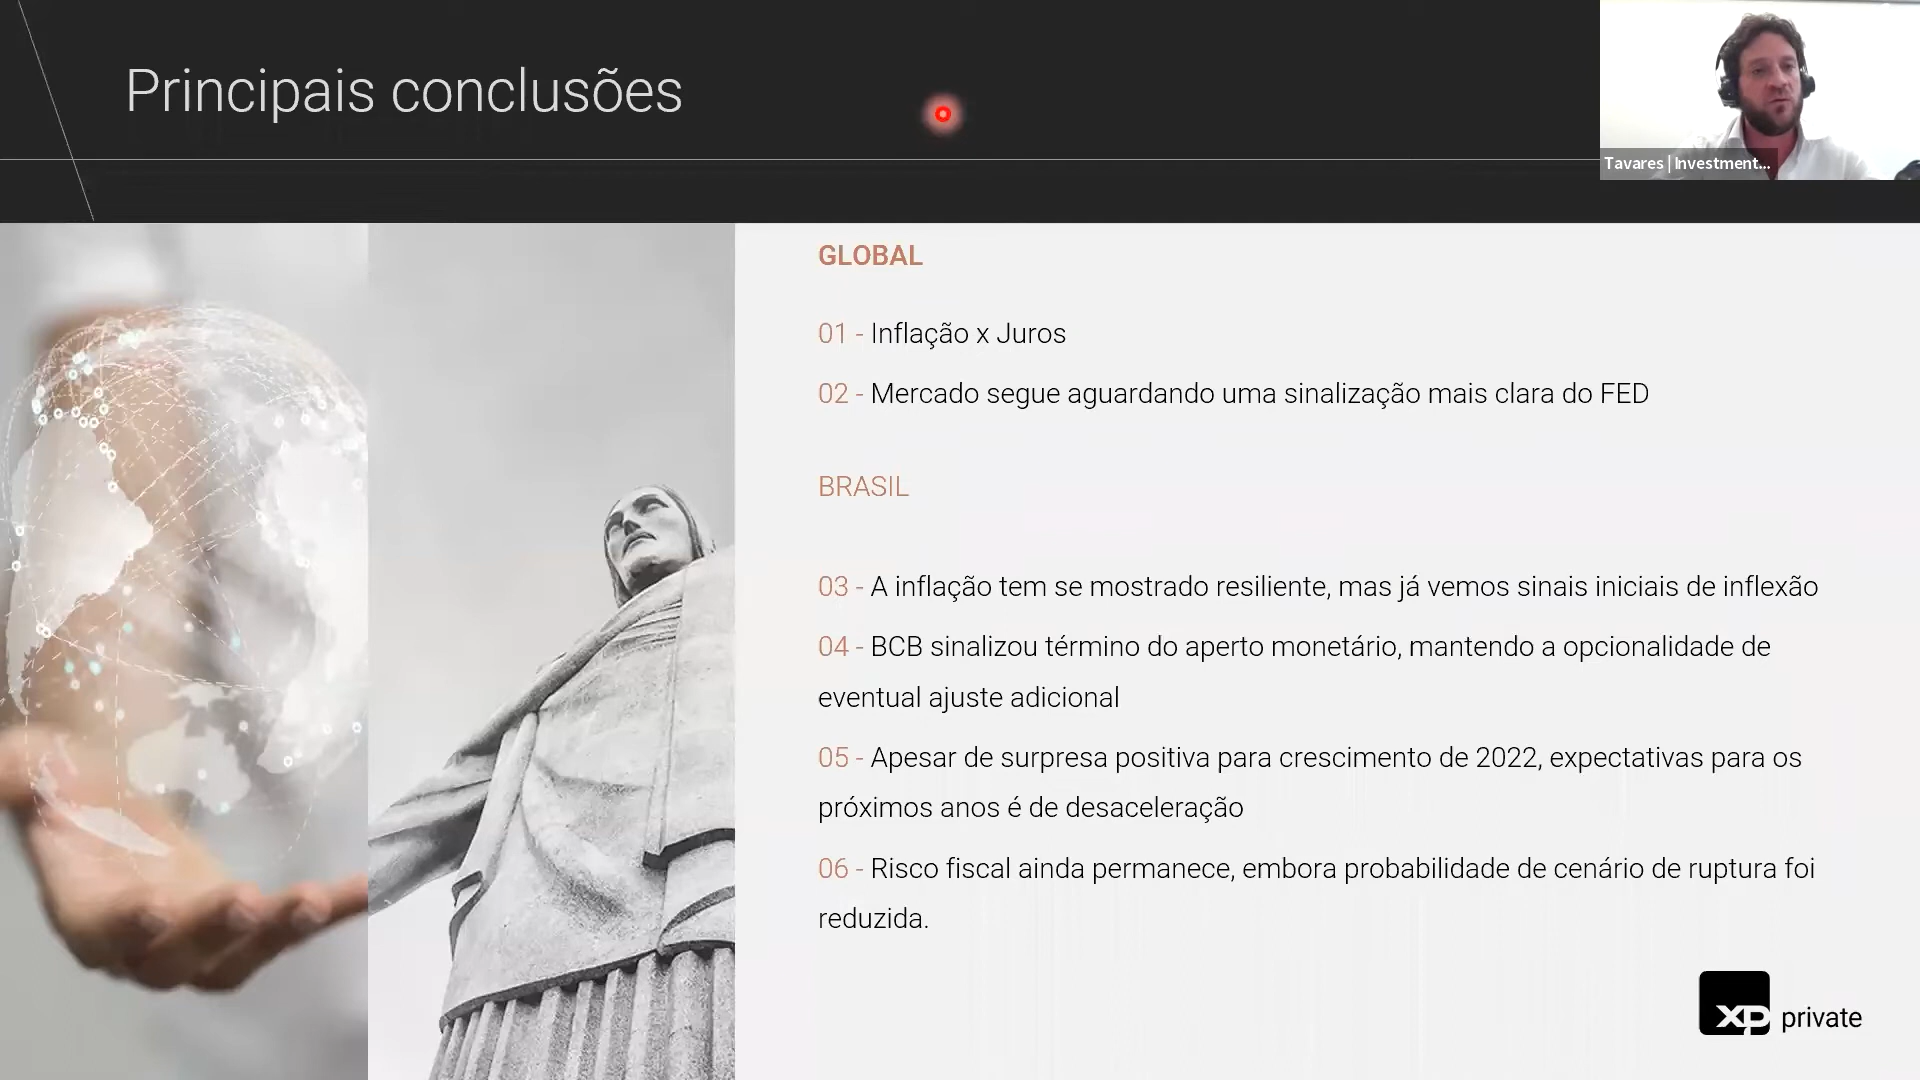 Principais conclusões
Tavares | Investment...
GLOBAL
01 - Inflação x Juros
02 - Mercado segue aguardando uma sinalização mais clara do FED
BRASIL
03 - A inflação tem se mostrado resiliente, mas já vemos sinais iniciais de inflexão
04 - BCB sinalizou término do aperto monetário, mantendo a opcionalidade de
eventual ajuste adicional
05 - Apesar de surpresa positiva para crescimento de 2022, expectativas para os
próximos anos é de desaceleração
06 - Risco fiscal ainda permanece, embora probabilidade de cenário de ruptura foi
reduzida.
xp private